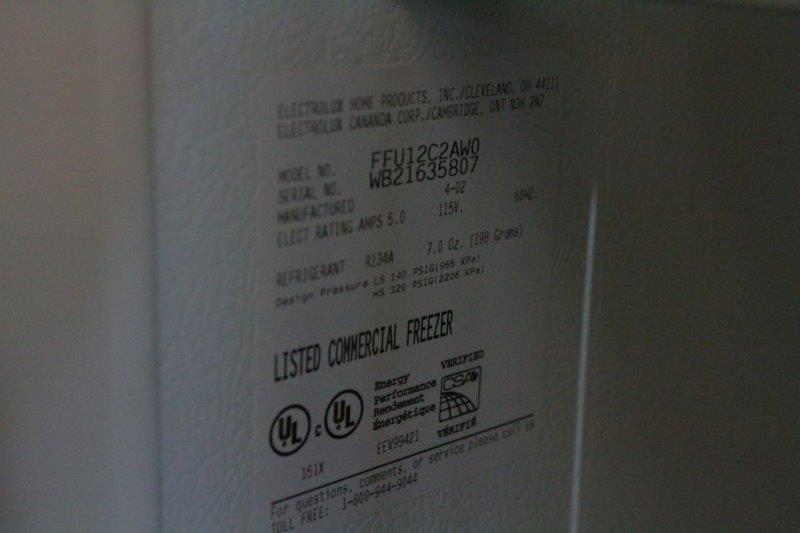 ELECTROLUX HOME PRODUCTS, INC./CLEVELAND, OH 44111
ELECTROLUX CANANDA CORP./CAMBRIDGE, ONT N3H 2N7
MODEL NO. FFU12C2AW0
SERIAL NO. WB21635807
MANUFACTURED 4-02
ELECT RATING AMPS 5.0 115V. 60HZ.
REFRIGERANT R134A 7.0 Oz. (198 Grams)
Design Pressure LS 140 PSIG(965 KPa)
HS 320 PSIG(2206 KPa)
LISTED COMMERCIAL FREEZER
UL
c UL
151X
Energy
Performance
Rendement
Énergétique
EEV99421
VERIFIED
CSA
VÉRIFIÉ
For questions, comments, or service please call us
TOLL FREE: 1-800-944-9044